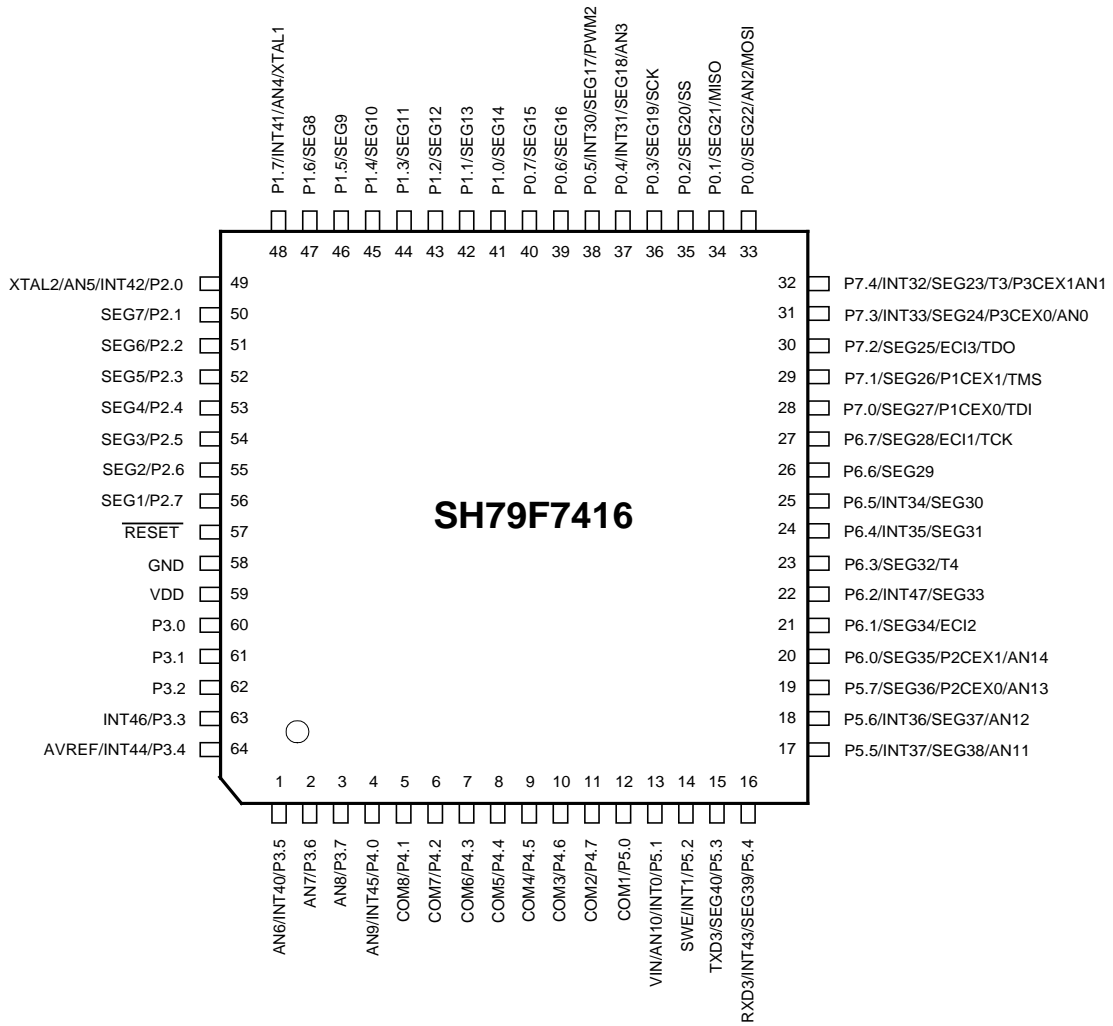 P1.7/INT41/AN4/XTAL1
P1.6/SEG8
P1.5/SEG9
P1.4/SEG10
P1.3/SEG11
P1.2/SEG12
P1.1/SEG13
P1.0/SEG14
P0.7/SEG15
P0.6/SEG16
P0.5/INT30/SEG17/PWM2
P0.4/INT31/SEG18/AN3
P0.3/SEG19/SCK
P0.2/SEG20/SS
P0.1/SEG21/MISO
P0.0/SEG22/AN2/MOSI
48 47 46 45 44 43 42 41 40 39 38 37 36 35 34 33
XTAL2/AN5/INT42/P2.0 49
SEG7/P2.1 50
SEG6/P2.2 51
SEG5/P2.3 52
SEG4/P2.4 53
SEG3/P2.5 54
SEG2/P2.6 55
SEG1/P2.7 56
RESET 57
GND 58
VDD 59
P3.0 60
P3.1 61
P3.2 62
INT46/P3.3 63
AVREF/INT44/P3.4 64
SH79F7416
32 P7.4/INT32/SEG23/T3/P3CEX1AN1
31 P7.3/INT33/SEG24/P3CEX0/AN0
30 P7.2/SEG25/ECI3/TDO
29 P7.1/SEG26/P1CEX1/TMS
28 P7.0/SEG27/P1CEX0/TDI
27 P6.7/SEG28/ECI1/TCK
26 P6.6/SEG29
25 P6.5/INT34/SEG30
24 P6.4/INT35/SEG31
23 P6.3/SEG32/T4
22 P6.2/INT47/SEG33
21 P6.1/SEG34/ECI2
20 P6.0/SEG35/P2CEX1/AN14
19 P5.7/SEG36/P2CEX0/AN13
18 P5.6/INT36/SEG37/AN12
17 P5.5/INT37/SEG38/AN11
1 2 3 4 5 6 7 8 9 10 11 12 13 14 15 16
AN6/INT40/P3.5
AN7/P3.6
AN8/P3.7
AN9/INT45/P4.0
COM8/P4.1
COM7/P4.2
COM6/P4.3
COM5/P4.4
COM4/P4.5
COM3/P4.6
COM2/P4.7
COM1/P5.0
VIN/AN10/INT0/P5.1
SWE/INT1/P5.2
TXD3/SEG40/P5.3
RXD3/INT43/SEG39/P5.4